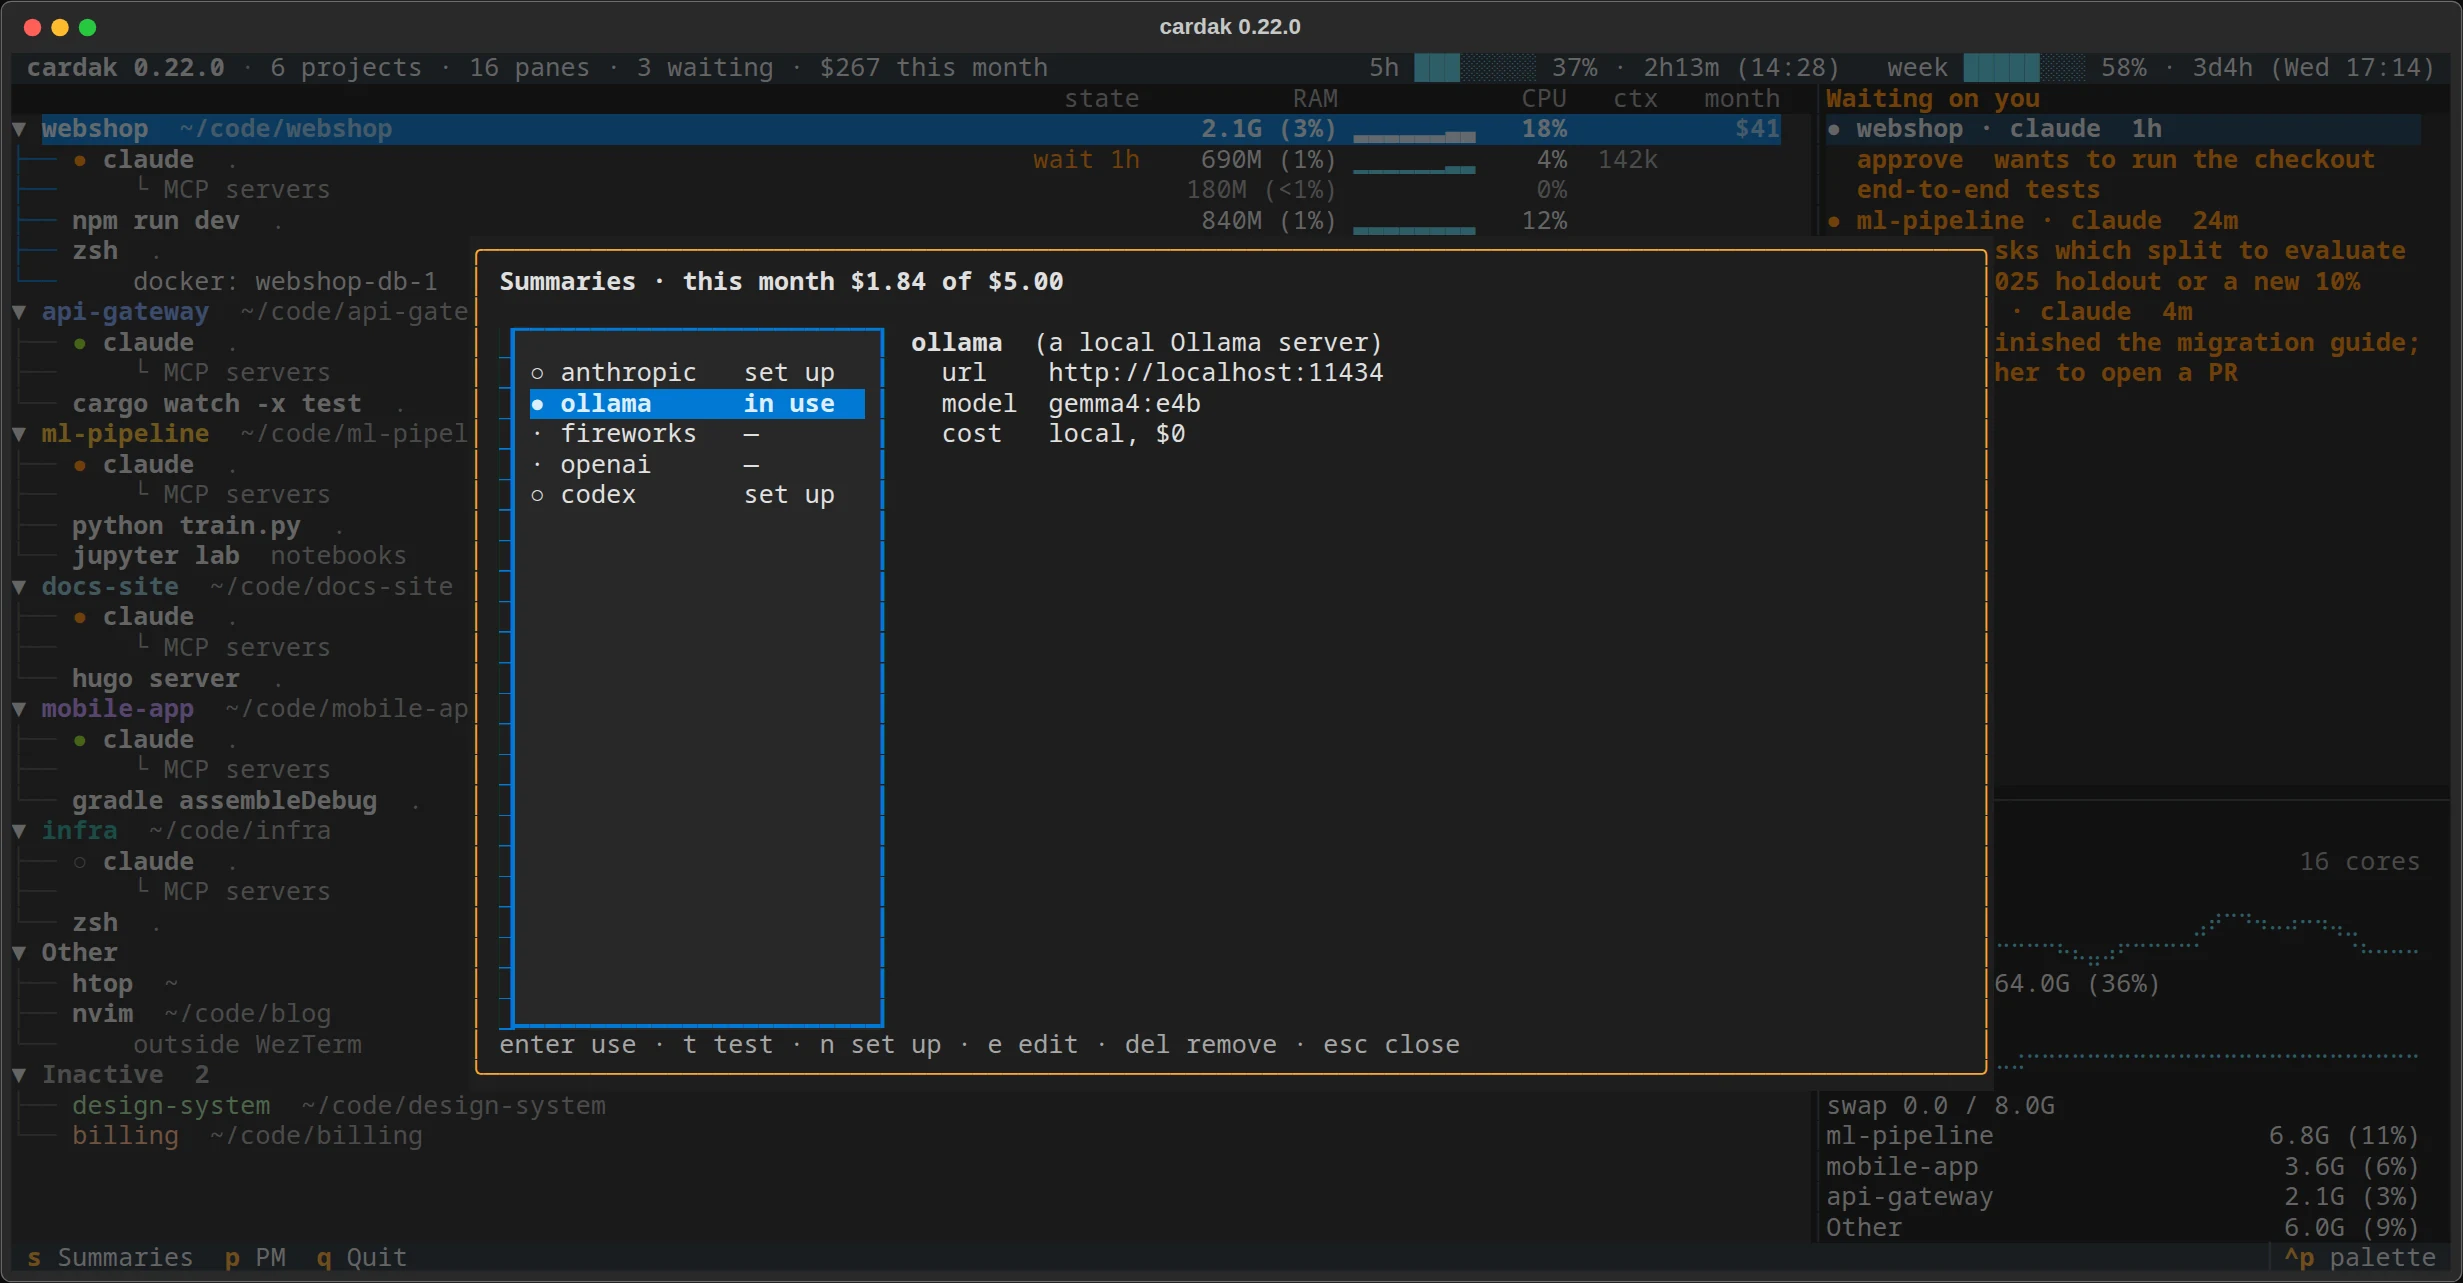 cardak 0.22.0
cardak 0.22.0 · 6 projects · 16 panes · 3 waiting · $267 this month 5h 37% · 2h13m (14:28) week 58% · 3d4h (Wed 17:14)
state RAM CPU ctx month
▼ webshop ~/code/webshop 2.1G (3%) 18% $41
● claude . wait 1h 690M (1%) 4% 142k
└ MCP servers 180M (<1%) 0%
npm run dev . 840M (1%) 12%
zsh .
docker: webshop-db-1
▼ api-gateway ~/code/api-gate
● claude .
└ MCP servers
cargo watch -x test .
▼ ml-pipeline ~/code/ml-pipel
● claude .
└ MCP servers
python train.py .
jupyter lab notebooks
▼ docs-site ~/code/docs-site
● claude .
└ MCP servers
hugo server .
▼ mobile-app ~/code/mobile-ap
● claude .
└ MCP servers
gradle assembleDebug .
▼ infra ~/code/infra
○ claude .
└ MCP servers
zsh .
▼ Other
htop ~
nvim ~/code/blog
outside WezTerm
▼ Inactive 2
design-system ~/code/design-system
billing ~/code/billing
Summaries · this month $1.84 of $5.00
○ anthropic set up
● ollama in use
· fireworks —
· openai —
○ codex set up
ollama (a local Ollama server)
url http://localhost:11434
model gemma4:e4b
cost local, $0
enter use · t test · n set up · e edit · del remove · esc close
Waiting on you
● webshop · claude 1h
approve wants to run the checkout
end-to-end tests
● ml-pipeline · claude 24m
sks which split to evaluate
025 holdout or a new 10%
· claude 4m
inished the migration guide;
her to open a PR
16 cores
64.0G (36%)
swap 0.0 / 8.0G
ml-pipeline 6.8G (11%)
mobile-app 3.6G (6%)
api-gateway 2.1G (3%)
Other 6.0G (9%)
s Summaries p PM q Quit ^p palette